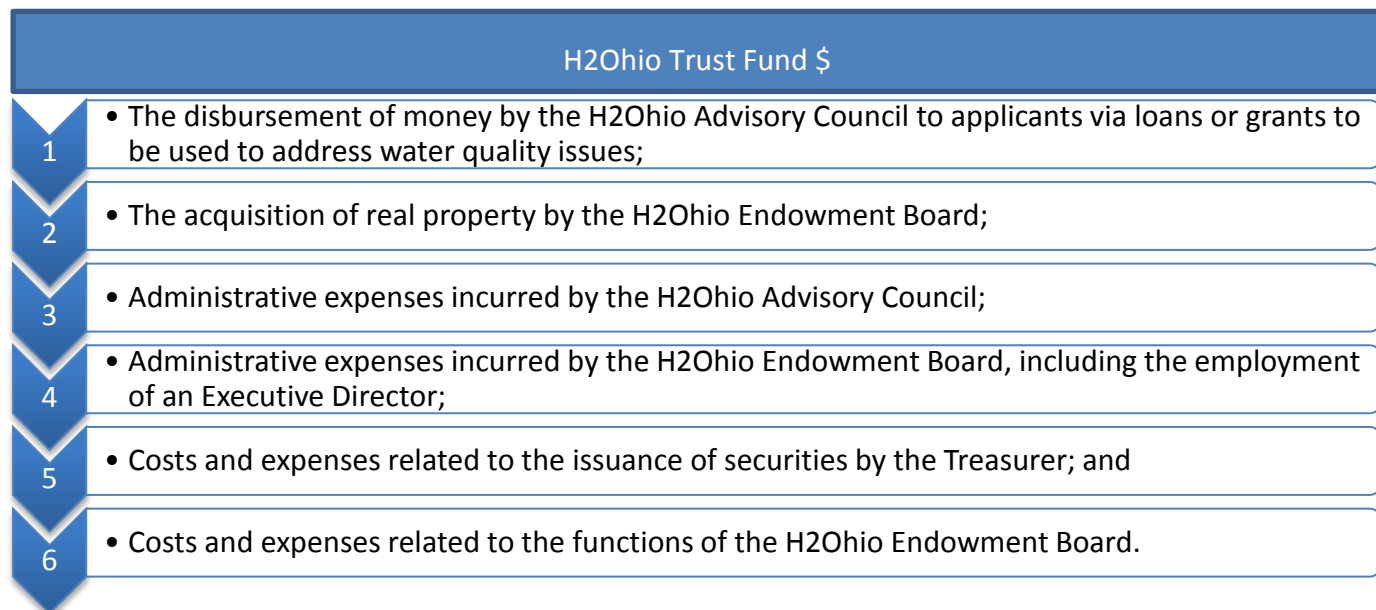 H2Ohio Trust Fund $
1
• The disbursement of money by the H2Ohio Advisory Council to applicants via loans or grants to
be used to address water quality issues;
2
• The acquisition of real property by the H2Ohio Endowment Board;
3
• Administrative expenses incurred by the H2Ohio Advisory Council;
4
• Administrative expenses incurred by the H2Ohio Endowment Board, including the employment
of an Executive Director;
5
• Costs and expenses related to the issuance of securities by the Treasurer; and
6
• Costs and expenses related to the functions of the H2Ohio Endowment Board.